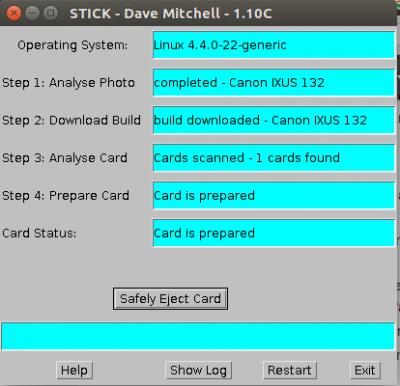 STICK - Dave Mitchell - 1.10C
Operating System: Linux 4.4.0-22-generic
Step 1: Analyse Photo completed - Canon IXUS 132
Step 2: Download Build build downloaded - Canon IXUS 132
Step 3: Analyse Card Cards scanned - 1 cards found
Step 4: Prepare Card Card is prepared
Card Status: Card is prepared
Safely Eject Card
Help Show Log Restart Exit